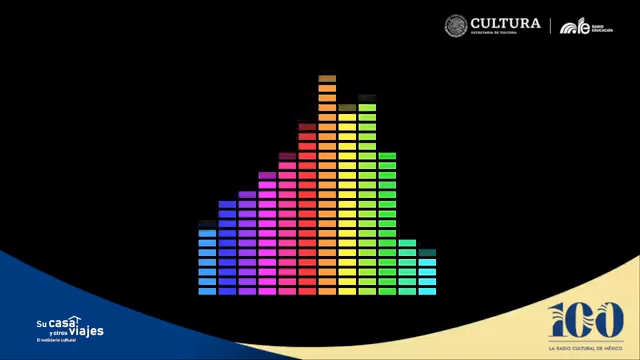 CULTURA
SECRETARÍA DE CULTURA
RADIO
EDUCACIÓN
Su casa
y otros viajes
El noticiario cultural
100
LA RADIO CULTURAL DE MÉXICO